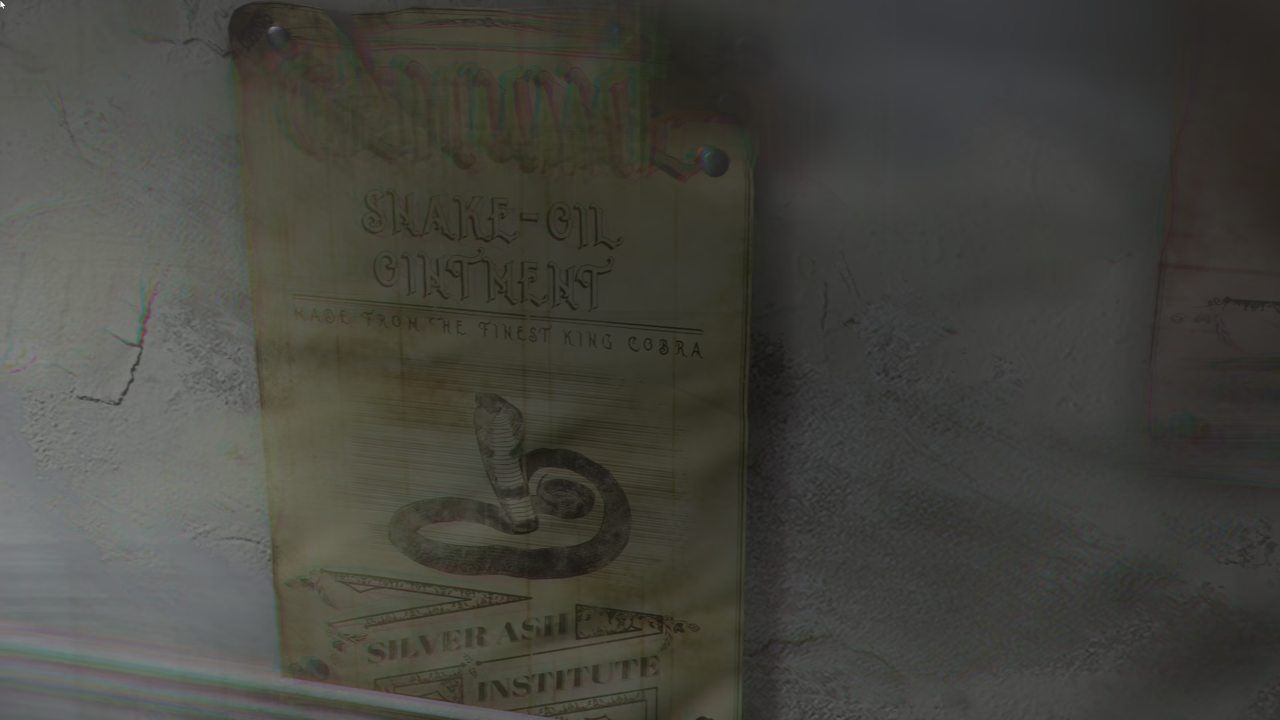 SNAKE-OIL
OINTMENT
MADE FROM THE FINEST KING COBRA
SILVER ASH
INSTITUTE